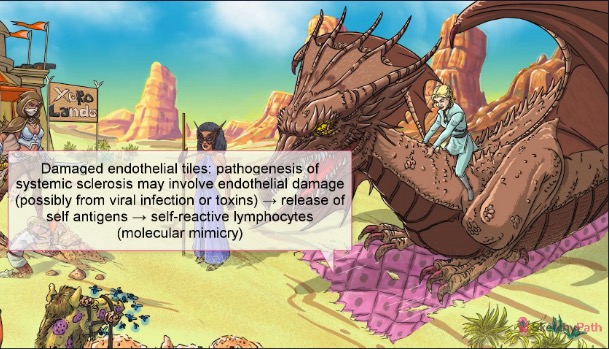 Xero
Lands
Damaged endothelial tiles: pathogenesis of
systemic sclerosis may involve endothelial damage
(possibly from viral infection or toxins) → release of
self antigens → self-reactive lymphocytes
(molecular mimicry)
SketchyPath